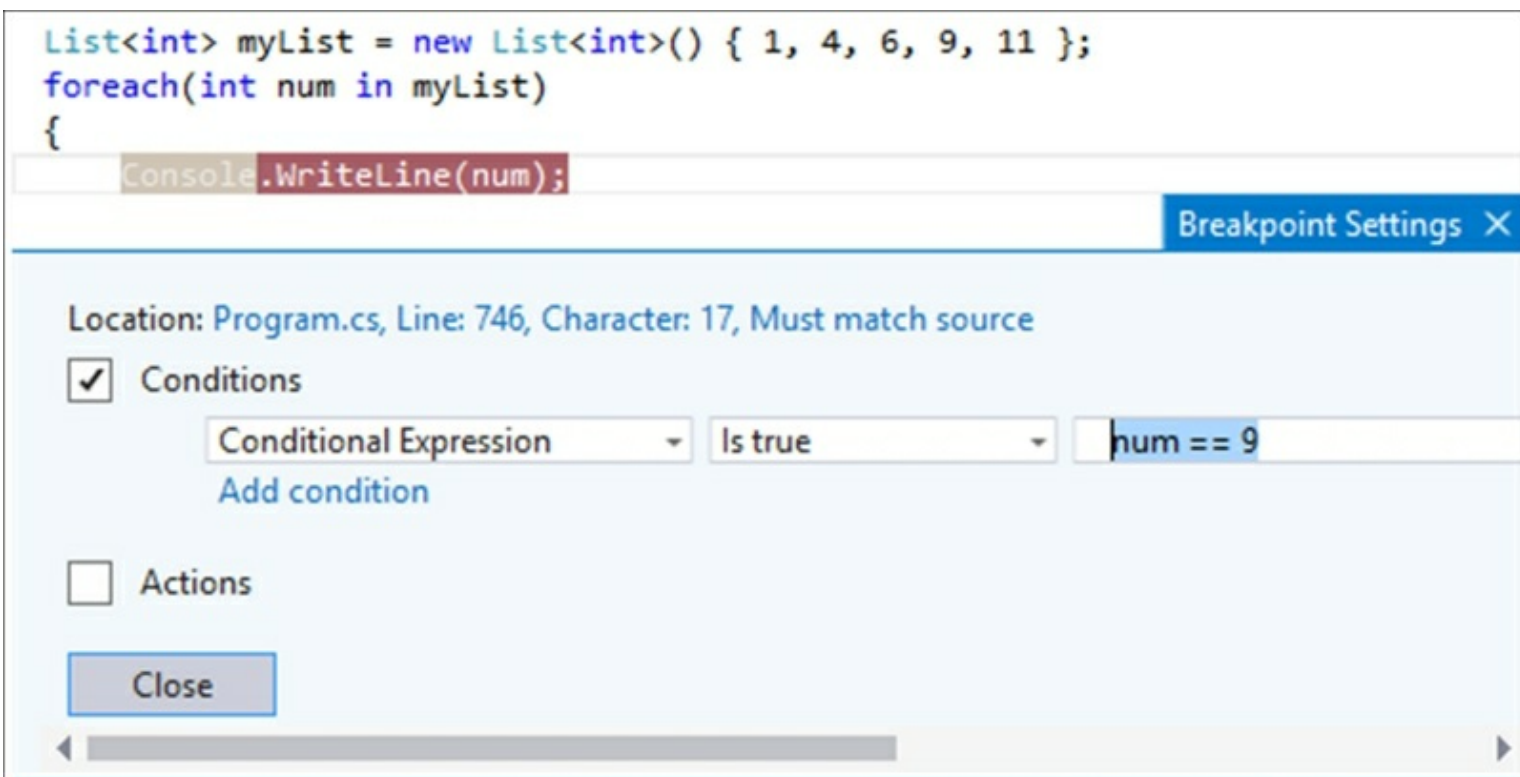 List<int> myList = new List<int>() { 1, 4, 6, 9, 11 };
foreach(int num in myList)
{
Console.WriteLine(num);
Breakpoint Settings ×
Location: Program.cs, Line: 746, Character: 17, Must match source
Conditions
Conditional Expression Is true num == 9
Add condition
Actions
Close